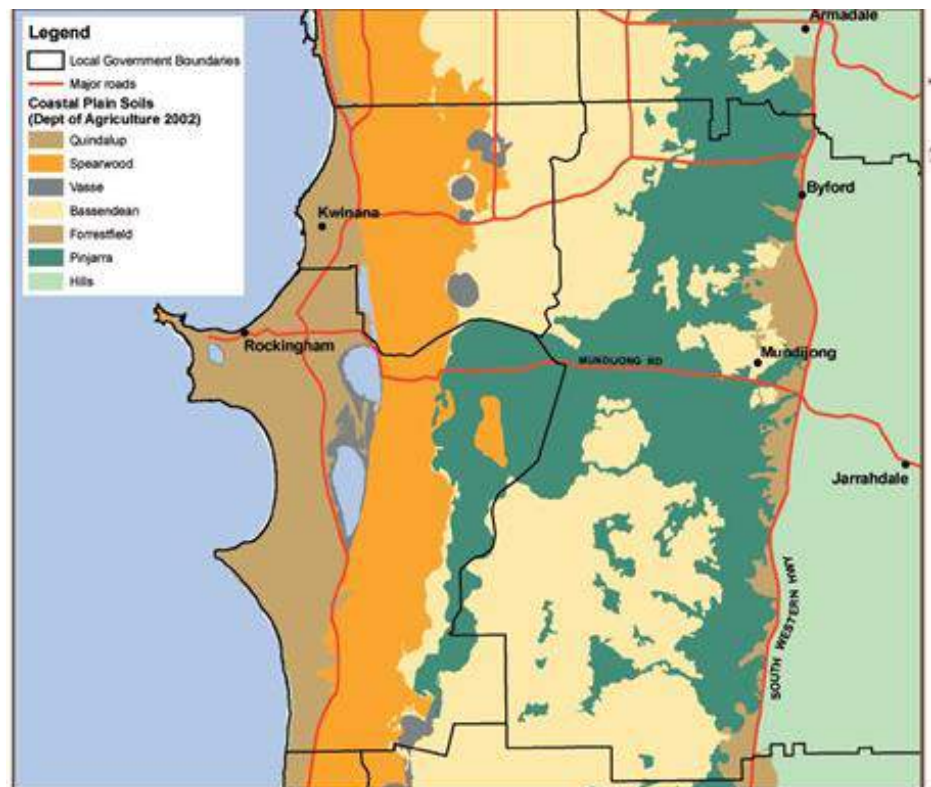 Legend
Local Government Boundaries
Major roads
Coastal Plain Soils
(Dept of Agriculture 2002)
Quindalup
Spearwood
Vasse
Bassendean
Forrestfield
Pinjarra
Hills
Armadale
Byford
Kwinana
Rockingham
MUNDIJONG RD
Mundijong
Jarrahdale
SOUTH WESTERN HWY